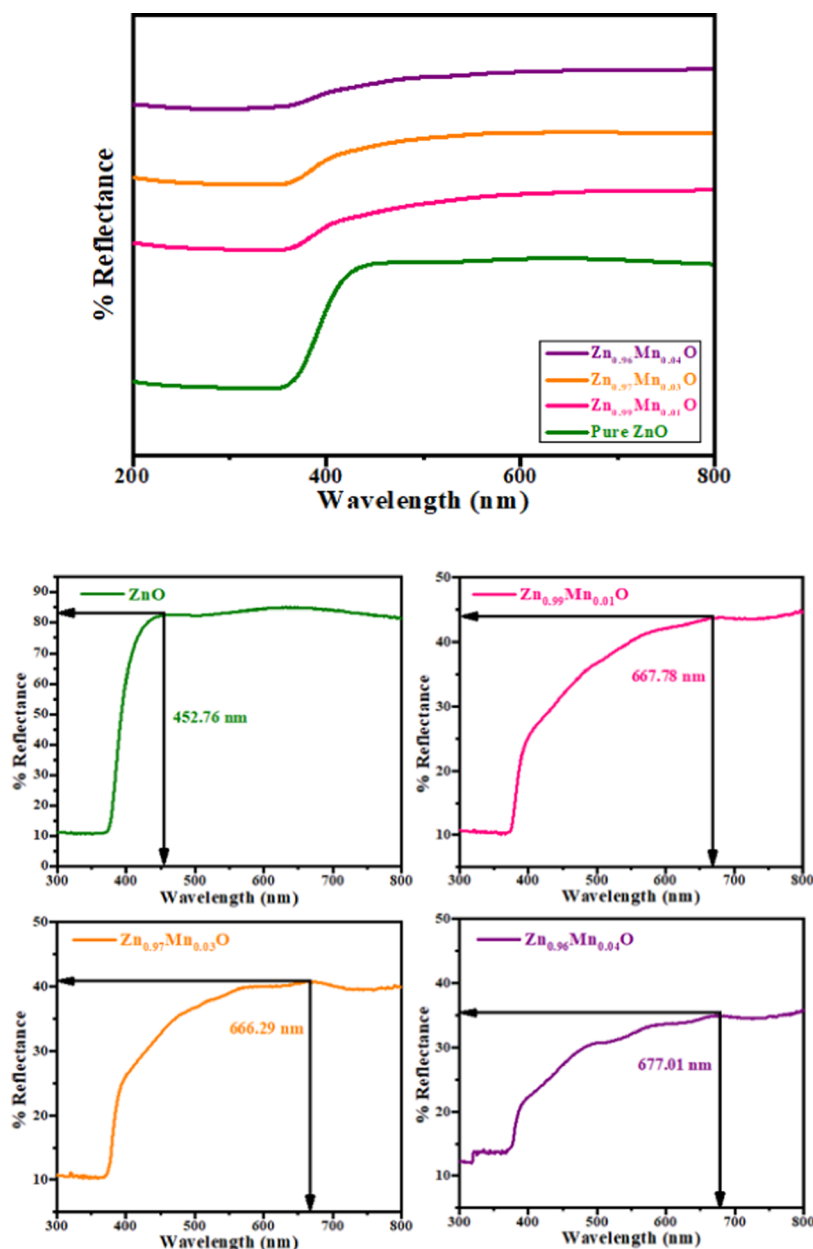 % Reflectance
Zn0.96Mn0.04O
Zn0.97Mn0.03O
Zn0.99Mn0.01O
Pure ZnO
200 400 600 800
Wavelength (nm)
ZnO
% Reflectance
90
80
70
60
50
40
30
20
10
0
452.76 nm
300 400 500 600 700 800
Wavelength (nm)
Zn0.99Mn0.01O
% Reflectance
50
40
30
20
10
667.78 nm
300 400 500 600 700 800
Wavelength (nm)
Zn0.97Mn0.03O
% Reflectance
50
40
30
20
10
666.29 nm
300 400 500 600 700 800
Wavelength (nm)
Zn0.96Mn0.04O
% Reflectance
50
40
30
20
10
677.01 nm
300 400 500 600 700 800
Wavelength (nm)